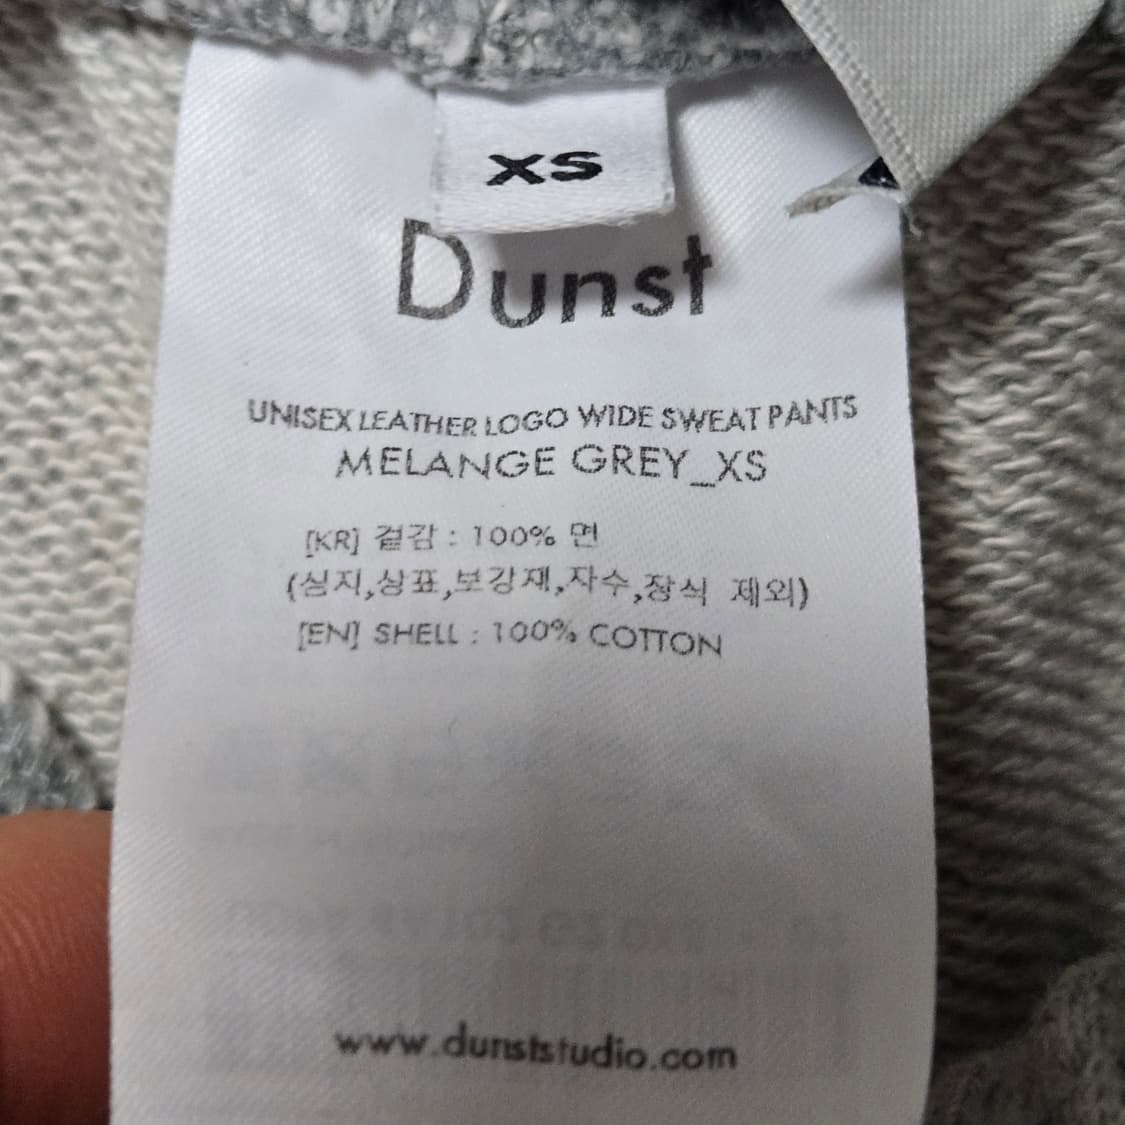 XS
Dunst
UNISEX LEATHER LOGO WIDE SWEAT PANTS
MELANGE GREY_XS
[KR] 겉감 : 100% 면
(심지,상표,보강재,자수,장식 제외)
[EN] SHELL : 100% COTTON
www.dunststudio.com